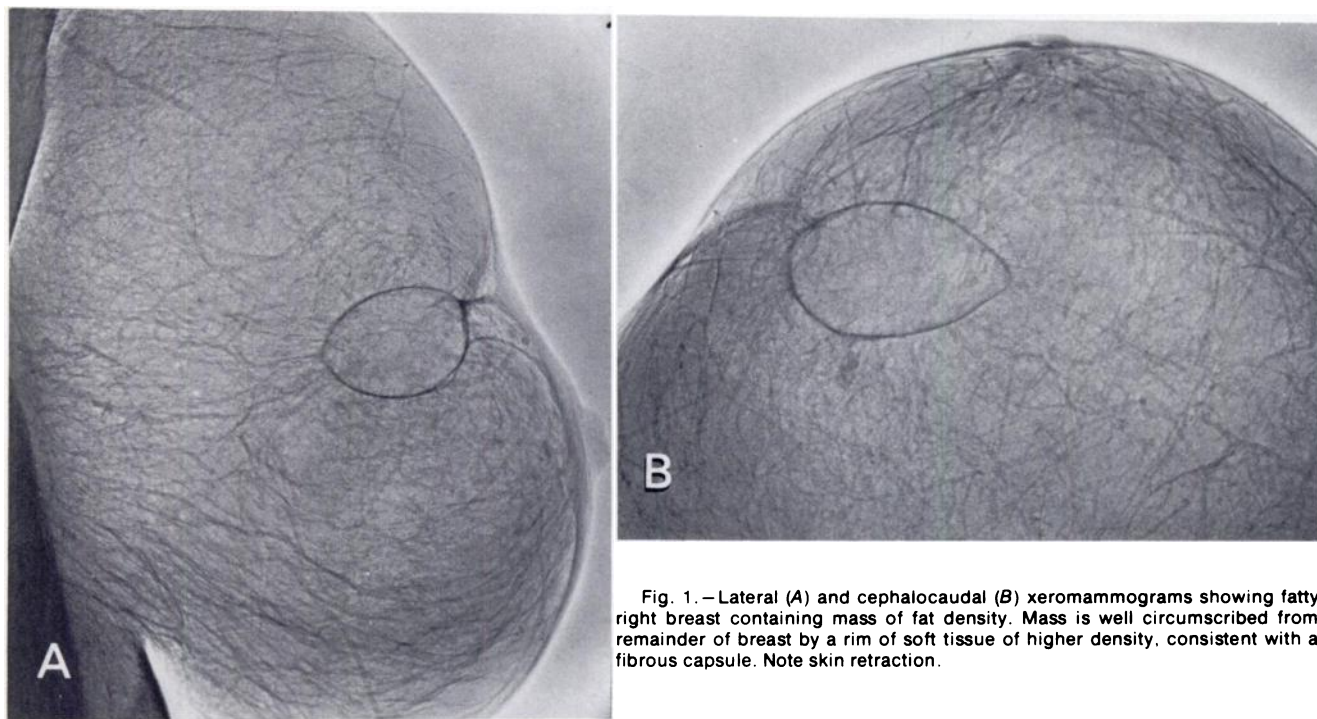 A
B
Fig. 1.—Lateral (A) and cephalocaudal (B) xeromammograms showing fatty
right breast containing mass of fat density. Mass is well circumscribed from
remainder of breast by a rim of soft tissue of higher density, consistent with a
fibrous capsule. Note skin retraction.